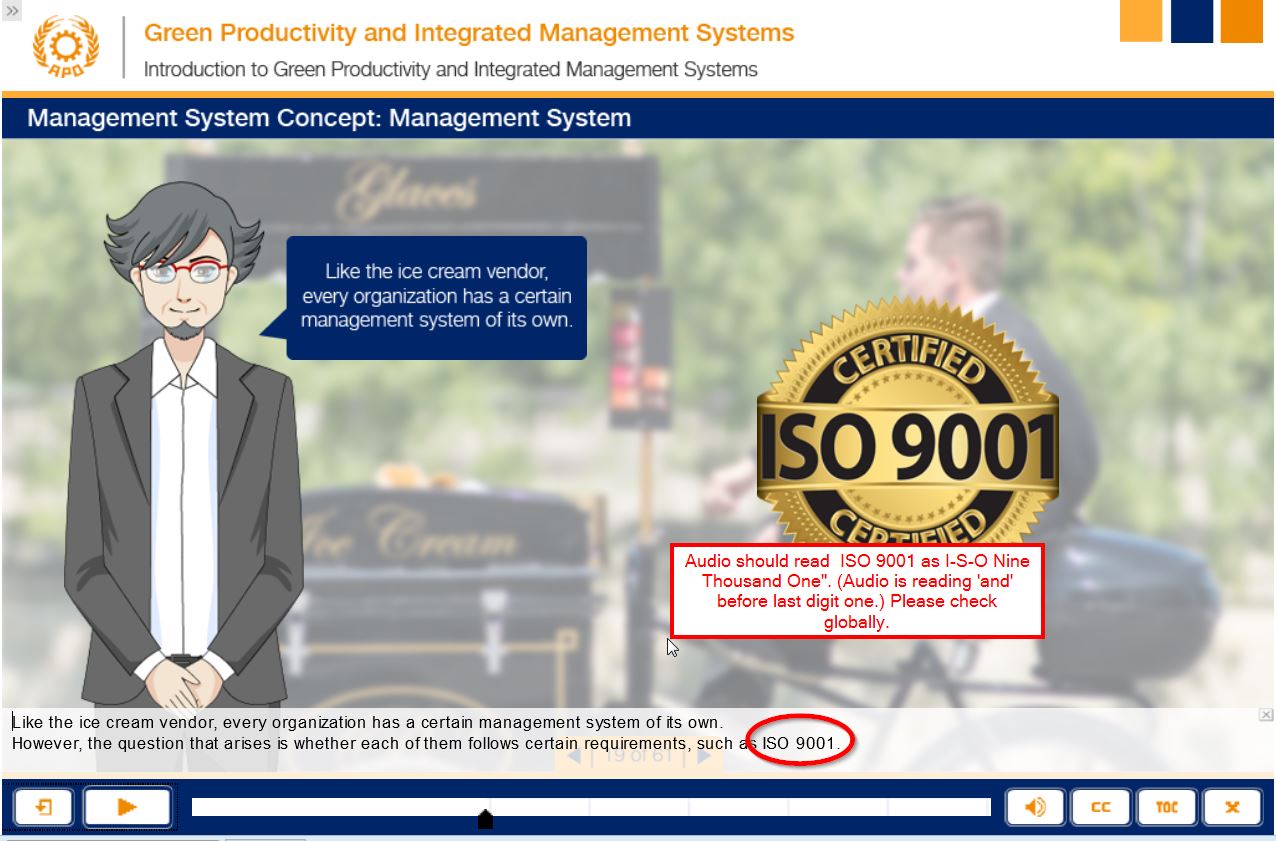 »
APO
Green Productivity and Integrated Management Systems
Introduction to Green Productivity and Integrated Management Systems
Management System Concept: Management System
Glaces
Like the ice cream vendor,
every organization has a certain
management system of its own.
CERTIFIED
ISO 9001
CERTIFIED
Ice Cream
Audio should read  ISO 9001 as I-S-O Nine
Thousand One". (Audio is reading 'and'
before last digit one.) Please check
globally.
Like the ice cream vendor, every organization has a certain management system of its own.
However, the question that arises is whether each of them follows certain requirements, such as ISO 9001.
19 of 61
CC
TOC